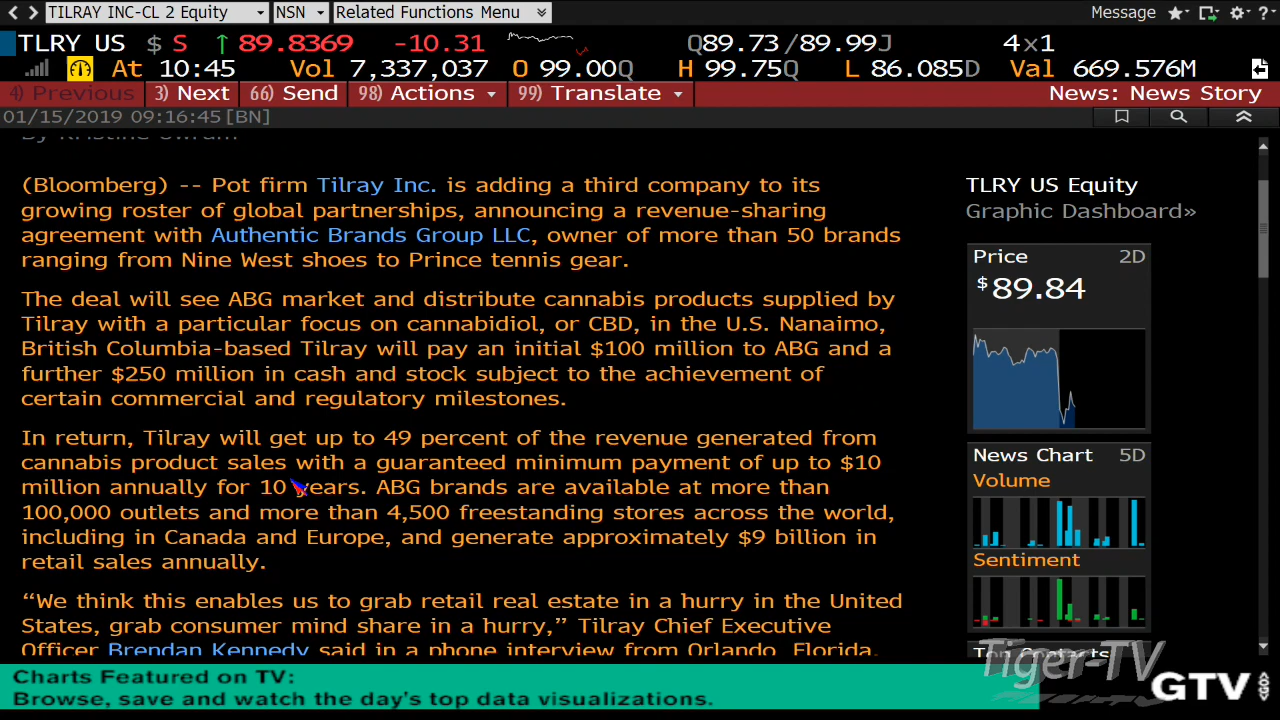 TILRAY INC-CL 2 Equity NSN Related Functions Menu Message ?
TLRY US $ S ↑ 89.8369 -10.31 Q89.73/89.99J 4×1
At 10:45 Vol 7,337,037 O 99.00Q H 99.75Q L 86.085D Val 669.576M
4) Previous 3) Next 66) Send 98) Actions 99) Translate News: News Story
01/15/2019 09:16:45 [BN]
(Bloomberg) -- Pot firm Tilray Inc. is adding a third company to its
growing roster of global partnerships, announcing a revenue-sharing
agreement with Authentic Brands Group LLC, owner of more than 50 brands
ranging from Nine West shoes to Prince tennis gear.
The deal will see ABG market and distribute cannabis products supplied by
Tilray with a particular focus on cannabidiol, or CBD, in the U.S. Nanaimo,
British Columbia-based Tilray will pay an initial $100 million to ABG and a
further $250 million in cash and stock subject to the achievement of
certain commercial and regulatory milestones.
In return, Tilray will get up to 49 percent of the revenue generated from
cannabis product sales with a guaranteed minimum payment of up to $10
million annually for 10 years. ABG brands are available at more than
100,000 outlets and more than 4,500 freestanding stores across the world,
including in Canada and Europe, and generate approximately $9 billion in
retail sales annually.
“We think this enables us to grab retail real estate in a hurry in the United
States, grab consumer mind share in a hurry,” Tilray Chief Executive
Officer Brendan Kennedy said in a phone interview from Orlando, Florida.
TLRY US Equity
Graphic Dashboard»
Price 2D
$89.84
News Chart 5D
Volume
Sentiment
Top Contacts
Tiger-TV
Charts Featured on TV:
Browse, save and watch the day's top data visualizations.
GTV